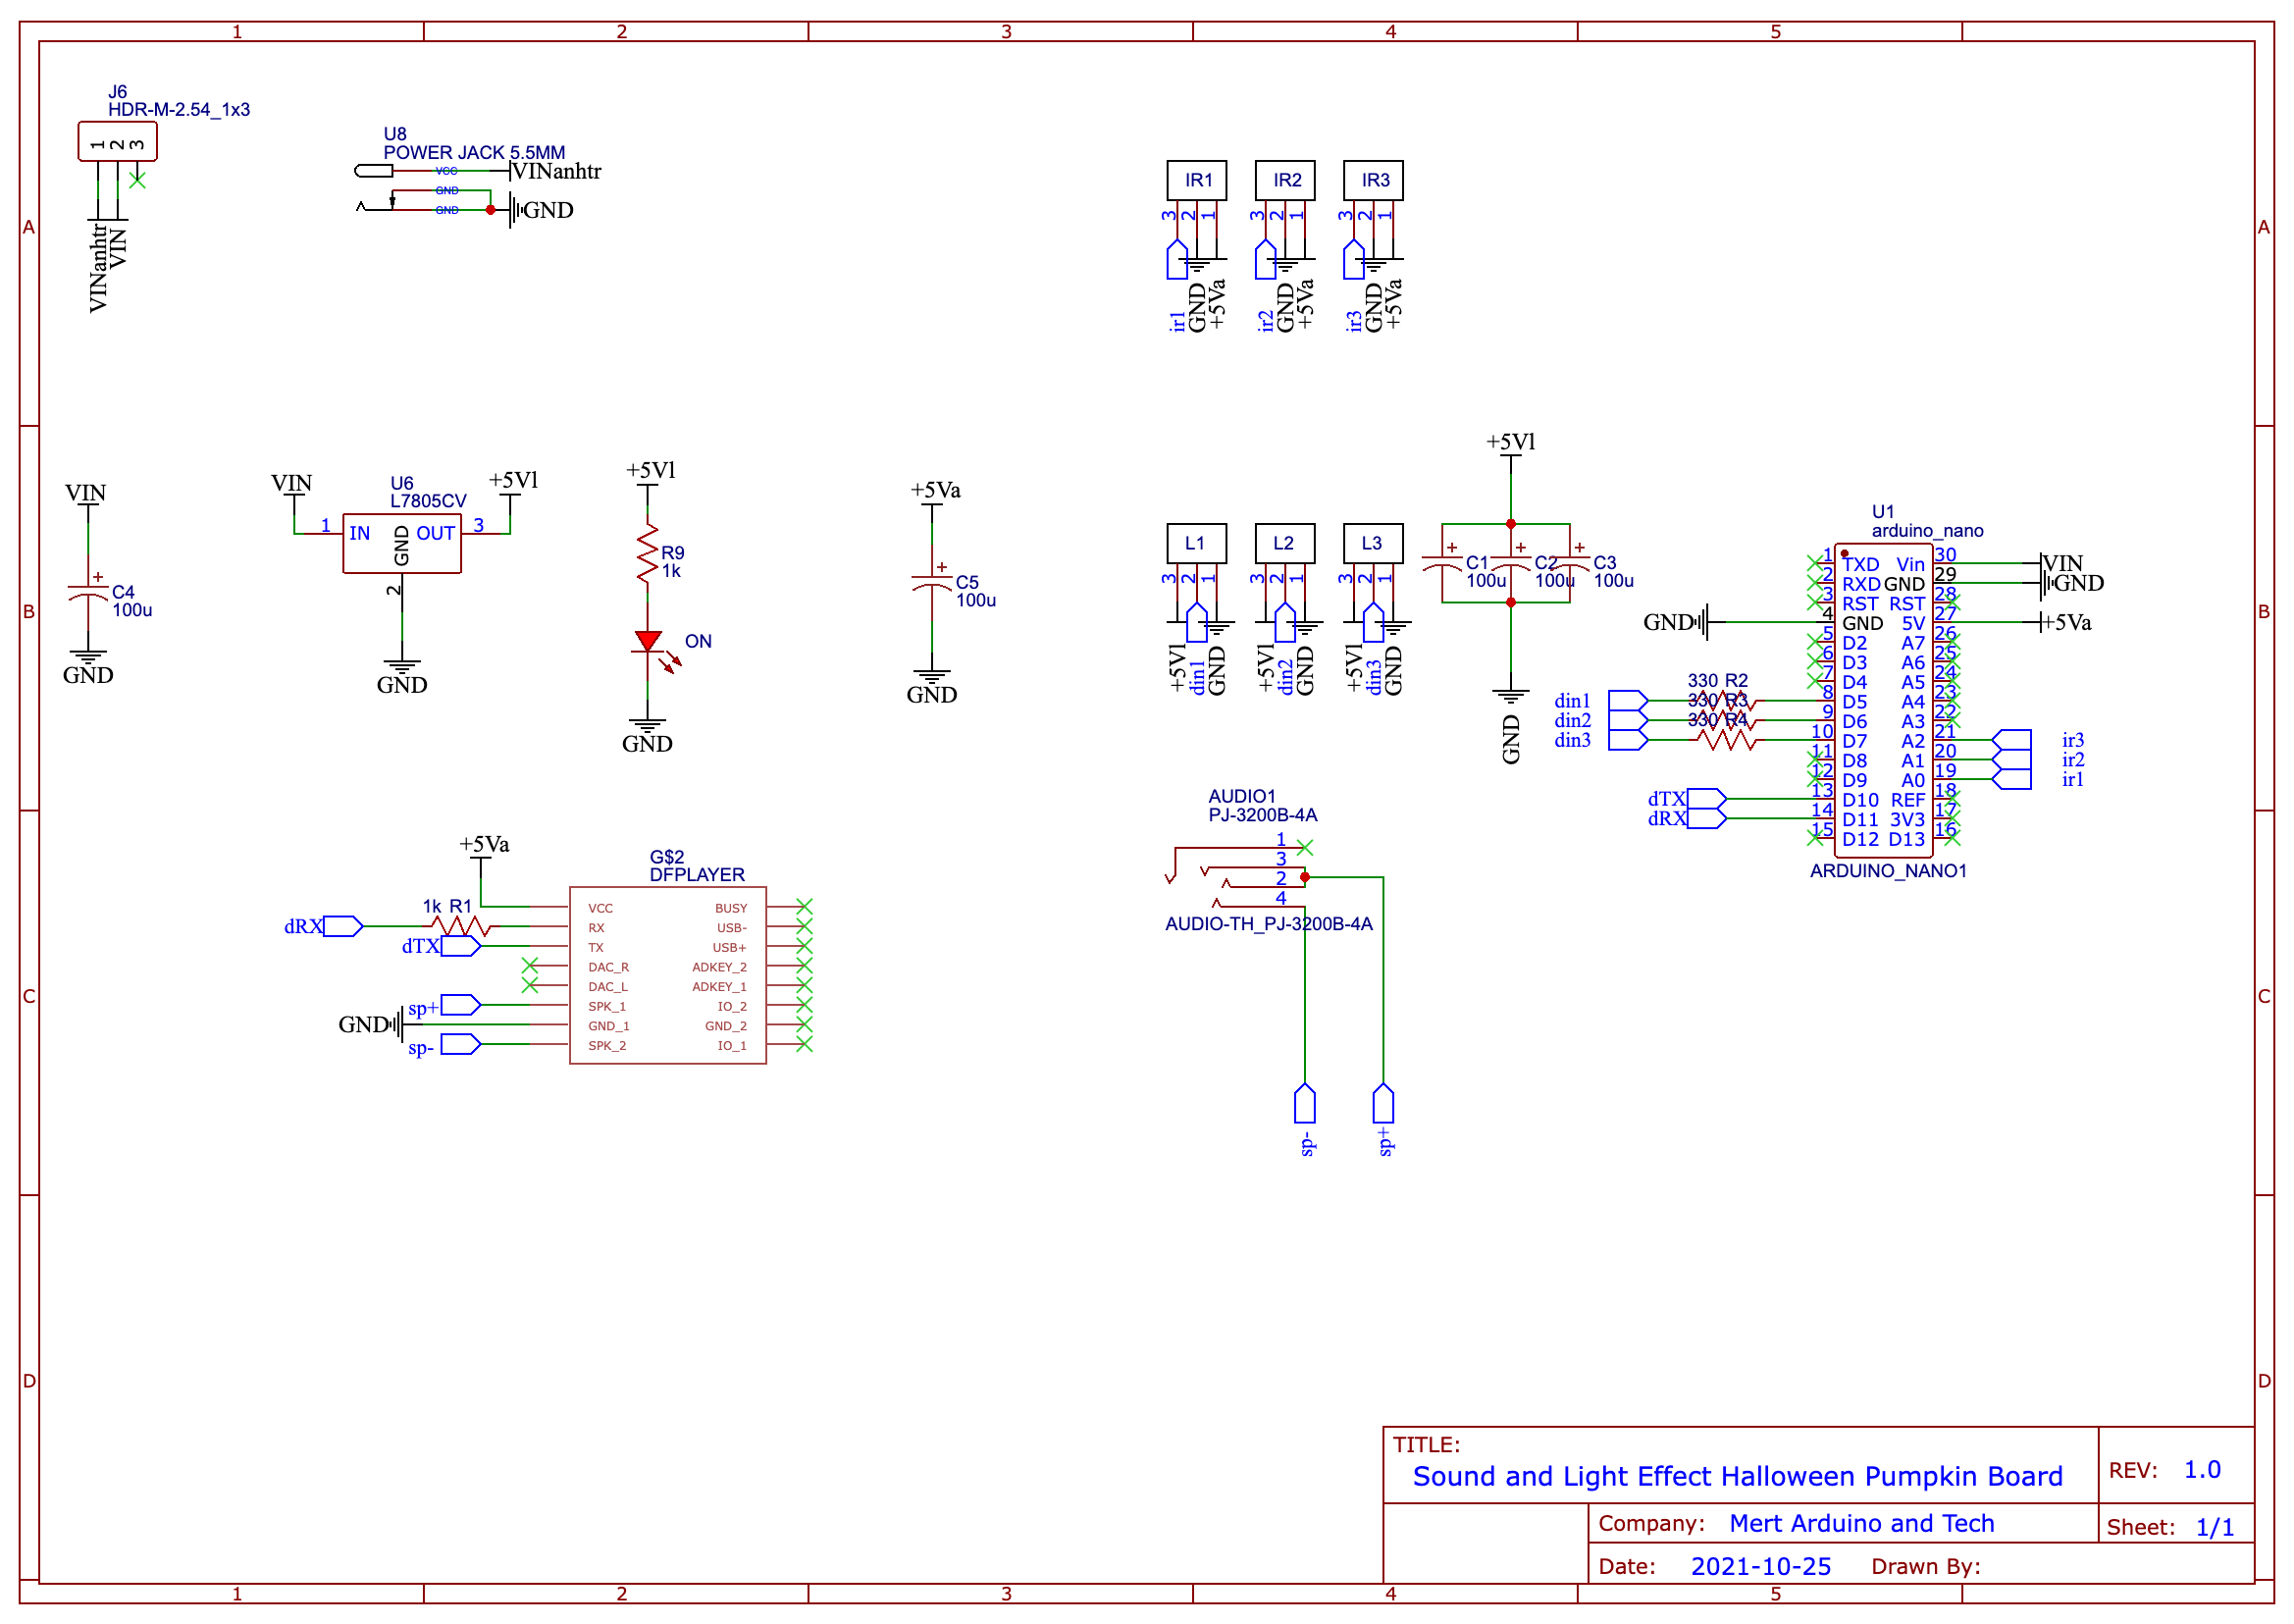 1 2 3 4 5
A A
B B
C C
D D
J6
HDR-M-2.54_1x3
1 2 3
VINanhtr
VIN
U8
POWER JACK 5.5MM
VCC
GND
GND
VINanhtr
GND
IR1
3 2 1
ir1
GND
+5Va
IR2
3 2 1
ir2
GND
+5Va
IR3
3 2 1
ir3
GND
+5Va
VIN
+
C4
100u
GND
VIN
U6
L7805CV
+5Vl
1 IN GND OUT 3
2
GND
+5Vl
R9
1k
ON
GND
+5Va
+
C5
100u
GND
L1
3 2 1
+5Vl
din1
GND
L2
3 2 1
+5Vl
din2
GND
L3
3 2 1
+5Vl
din3
GND
+5Vl
+ + +
C1
100u
C2
100u
C3
100u
GND
U1
arduino_nano
1 TXD Vin 30 VIN
2 RXD GND 29 GND
3 RST RST 28
GND 4 GND 5V 27 +5Va
5 D2 A7 26
6 D3 A6 25
7 D4 A5 24
din1 330 R2 8 D5 A4 23
din2 330 R3 9 D6 A3 22
din3 330 R4 10 D7 A2 21 ir3
11 D8 A1 20 ir2
12 D9 A0 19 ir1
dTX 13 D10 REF 18
dRX 14 D11 3V3 17
15 D12 D13 16
ARDUINO_NANO1
AUDIO1
PJ-3200B-4A
1
3
2
4
AUDIO-TH_PJ-3200B-4A
sp-
sp+
+5Va
G$2
DFPLAYER
VCC BUSY
dRX 1k R1 RX USB-
dTX TX USB+
DAC_R ADKEY_2
DAC_L ADKEY_1
sp+ SPK_1 IO_2
GND GND_1 GND_2
sp- SPK_2 IO_1
TITLE:
Sound and Light Effect Halloween Pumpkin Board
REV: 1.0
Company: Mert Arduino and Tech
Sheet: 1/1
Date: 2021-10-25 Drawn By:
1 2 3 4 5